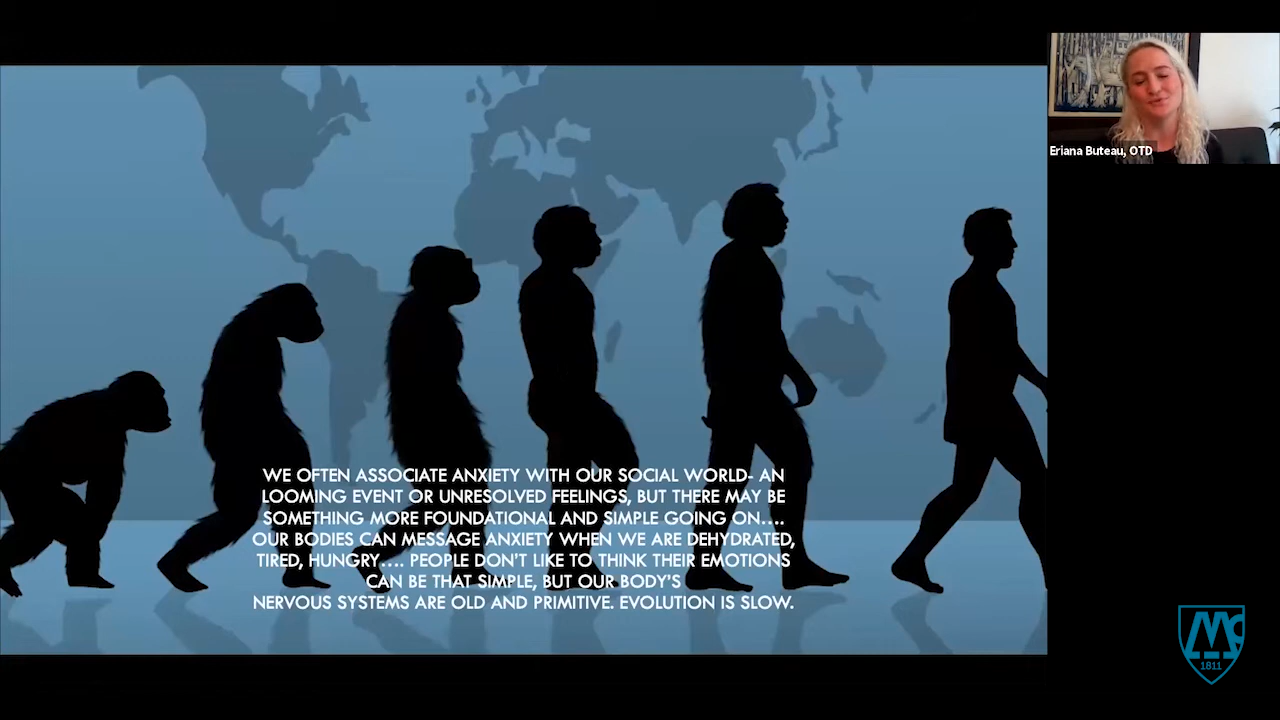 Eriana Buteau, OTD
WE OFTEN ASSOCIATE ANXIETY WITH OUR SOCIAL WORLD- AN
LOOMING EVENT OR UNRESOLVED FEELINGS, BUT THERE MAY BE
SOMETHING MORE FOUNDATIONAL AND SIMPLE GOING ON....
OUR BODIES CAN MESSAGE ANXIETY WHEN WE ARE DEHYDRATED,
TIRED, HUNGRY.... PEOPLE DON'T LIKE TO THINK THEIR EMOTIONS
CAN BE THAT SIMPLE, BUT OUR BODY'S
NERVOUS SYSTEMS ARE OLD AND PRIMITIVE. EVOLUTION IS SLOW.
Mc
1811